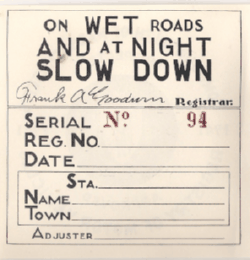 ON WET ROADS
AND AT NIGHT
SLOW DOWN
Frank A Goodwin Registrar.
SERIAL Nº 94
REG. NO.
DATE
STA.
NAME
TOWN
ADJUSTER